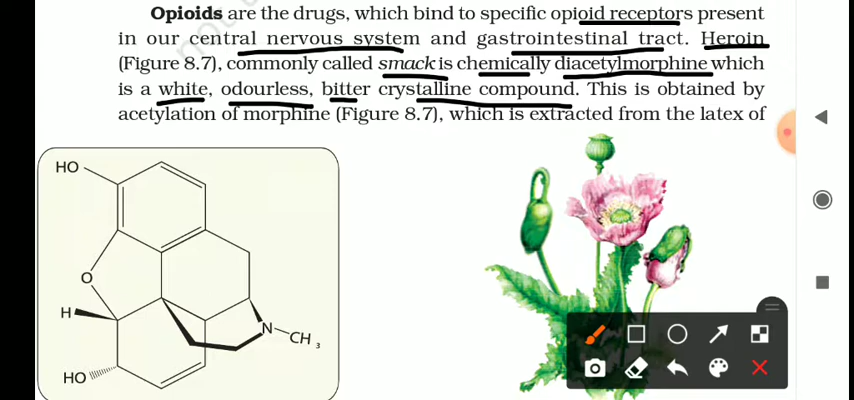 Opioids are the drugs, which bind to specific opioid receptors present
in our central nervous system and gastrointestinal tract. Heroin
(Figure 8.7), commonly called smack is chemically diacetylmorphine which
is a white, odourless, bitter crystalline compound. This is obtained by
acetylation of morphine (Figure 8.7), which is extracted from the latex of
HO
O
H
N
CH3
HO